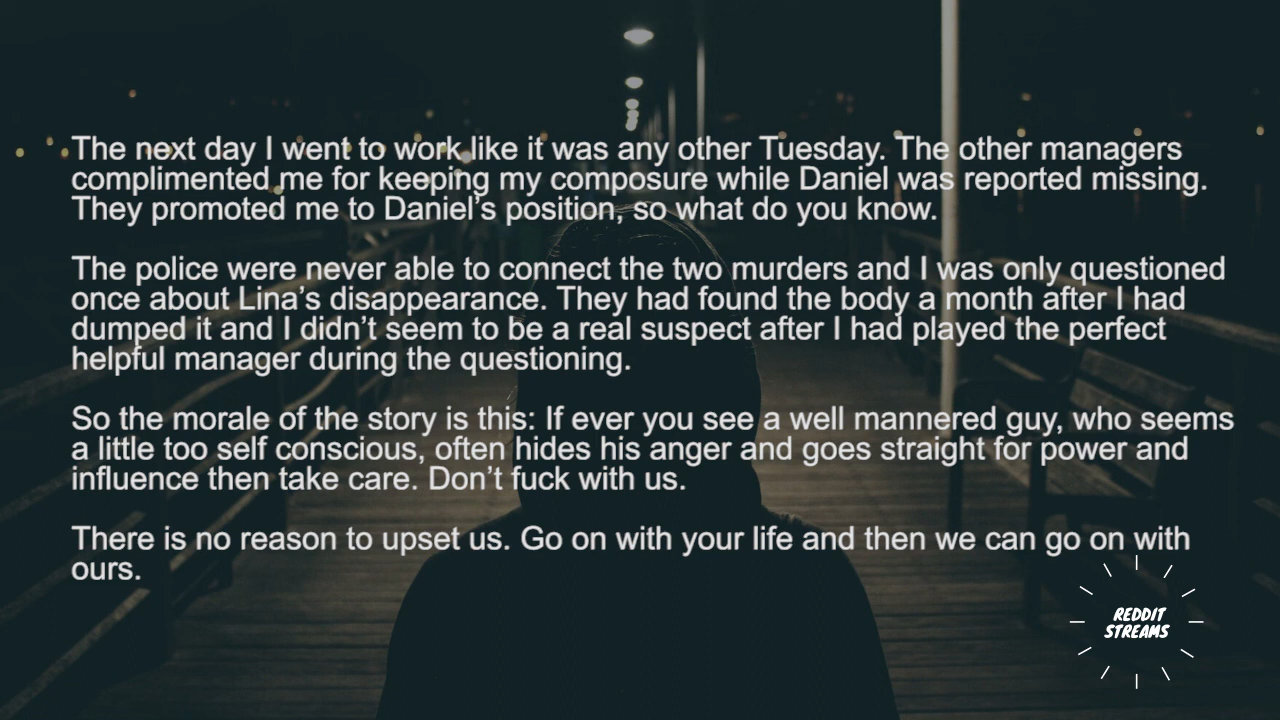 The next day I went to work like it was any other Tuesday. The other managers
complimented me for keeping my composure while Daniel was reported missing.
They promoted me to Daniel’s position, so what do you know.
The police were never able to connect the two murders and I was only questioned
once about Lina’s disappearance. They had found the body a month after I had
dumped it and I didn’t seem to be a real suspect after I had played the perfect
helpful manager during the questioning.
So the morale of the story is this: If ever you see a well mannered guy, who seems
a little too self conscious, often hides his anger and goes straight for power and
influence then take care. Don’t fuck with us.
There is no reason to upset us. Go on with your life and then we can go on with
ours.
REDDIT
STREAMS